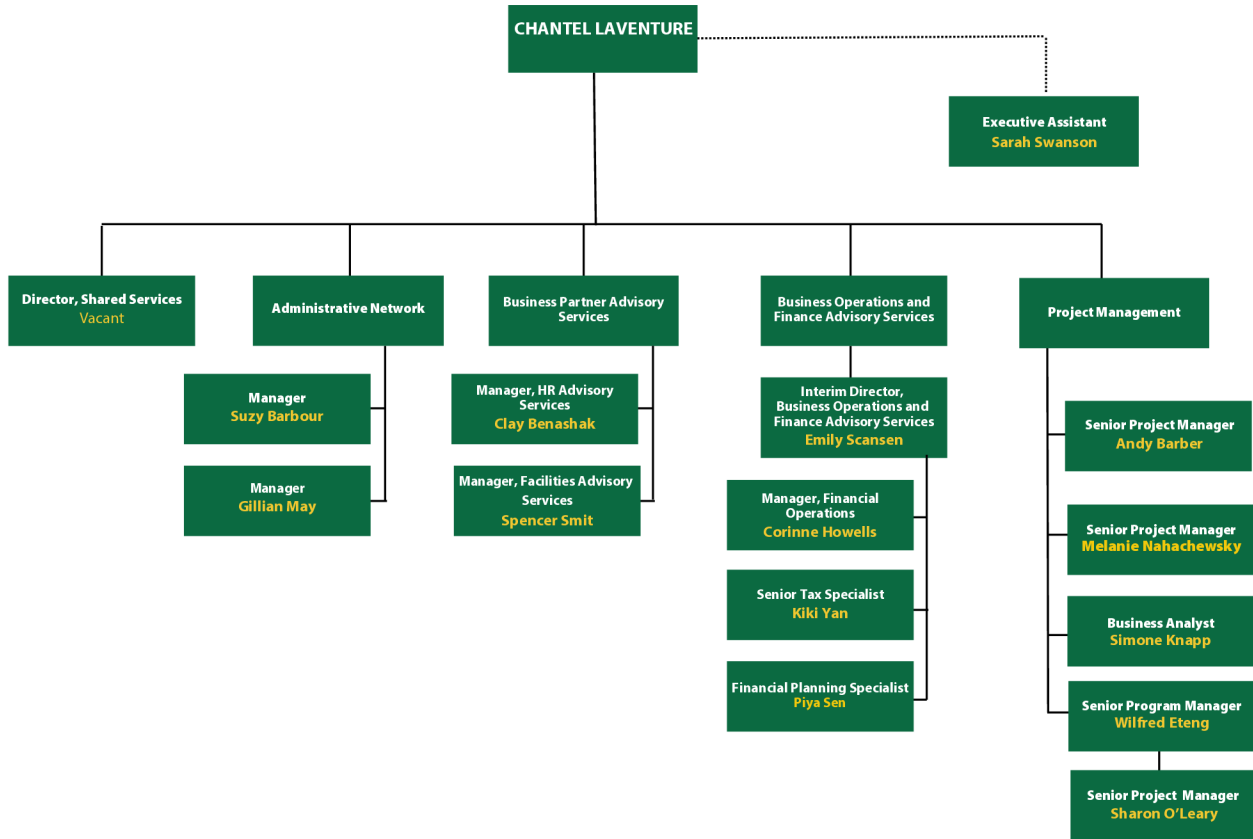 CHANTEL LAVENTURE
Executive Assistant
Sarah Swanson
Director, Shared Services
Vacant
Administrative Network
Manager
Suzy Barbour
Manager
Gillian May
Business Partner Advisory
Services
Manager, HR Advisory
Services
Clay Benashak
Manager, Facilities Advisory
Services
Spencer Smit
Business Operations and
Finance Advisory Services
Interim Director,
Business Operations and
Finance Advisory Services
Emily Scansen
Manager, Financial
Operations
Corinne Howells
Senior Tax Specialist
Kiki Yan
Financial Planning Specialist
Piya Sen
Project Management
Senior Project Manager
Andy Barber
Senior Project Manager
Melanie Nahachewsky
Business Analyst
Simone Knapp
Senior Program Manager
Wilfred Eteng
Senior Project Manager
Sharon O’Leary